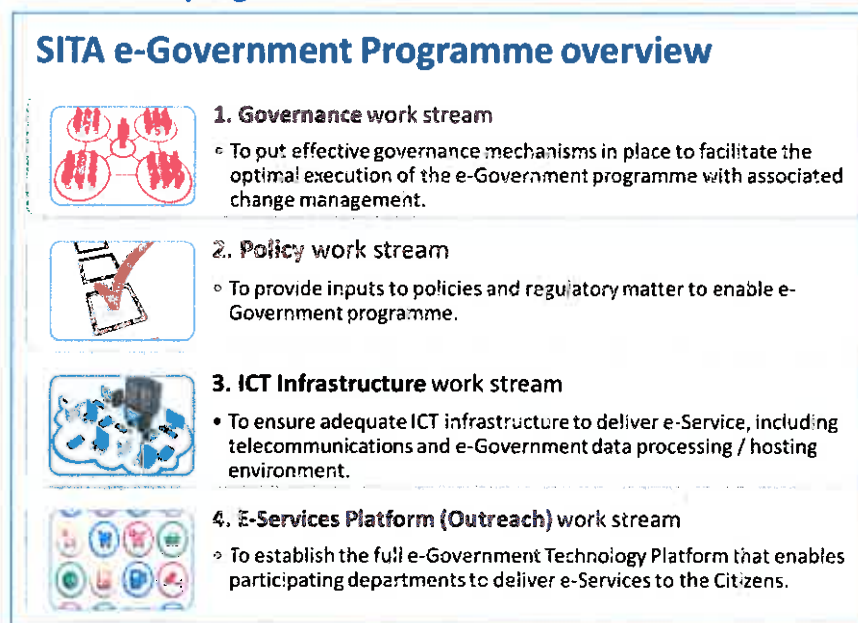 SITA e-Government Programme overview
1. Governance work stream
◦ To put effective governance mechanisms in place to facilitate the
optimal execution of the e-Government programme with associated
change management.
2. Policy work stream
◦ To provide inputs to policies and regulatory matter to enable e-
Government programme.
3. ICT Infrastructure work stream
• To ensure adequate ICT infrastructure to deliver e-Service, including
telecommunications and e-Government data processing / hosting
environment.
4. E-Services Platform (Outreach) work stream
◦ To establish the full e-Government Technology Platform that enables
participating departments to deliver e-Services to the Citizens.